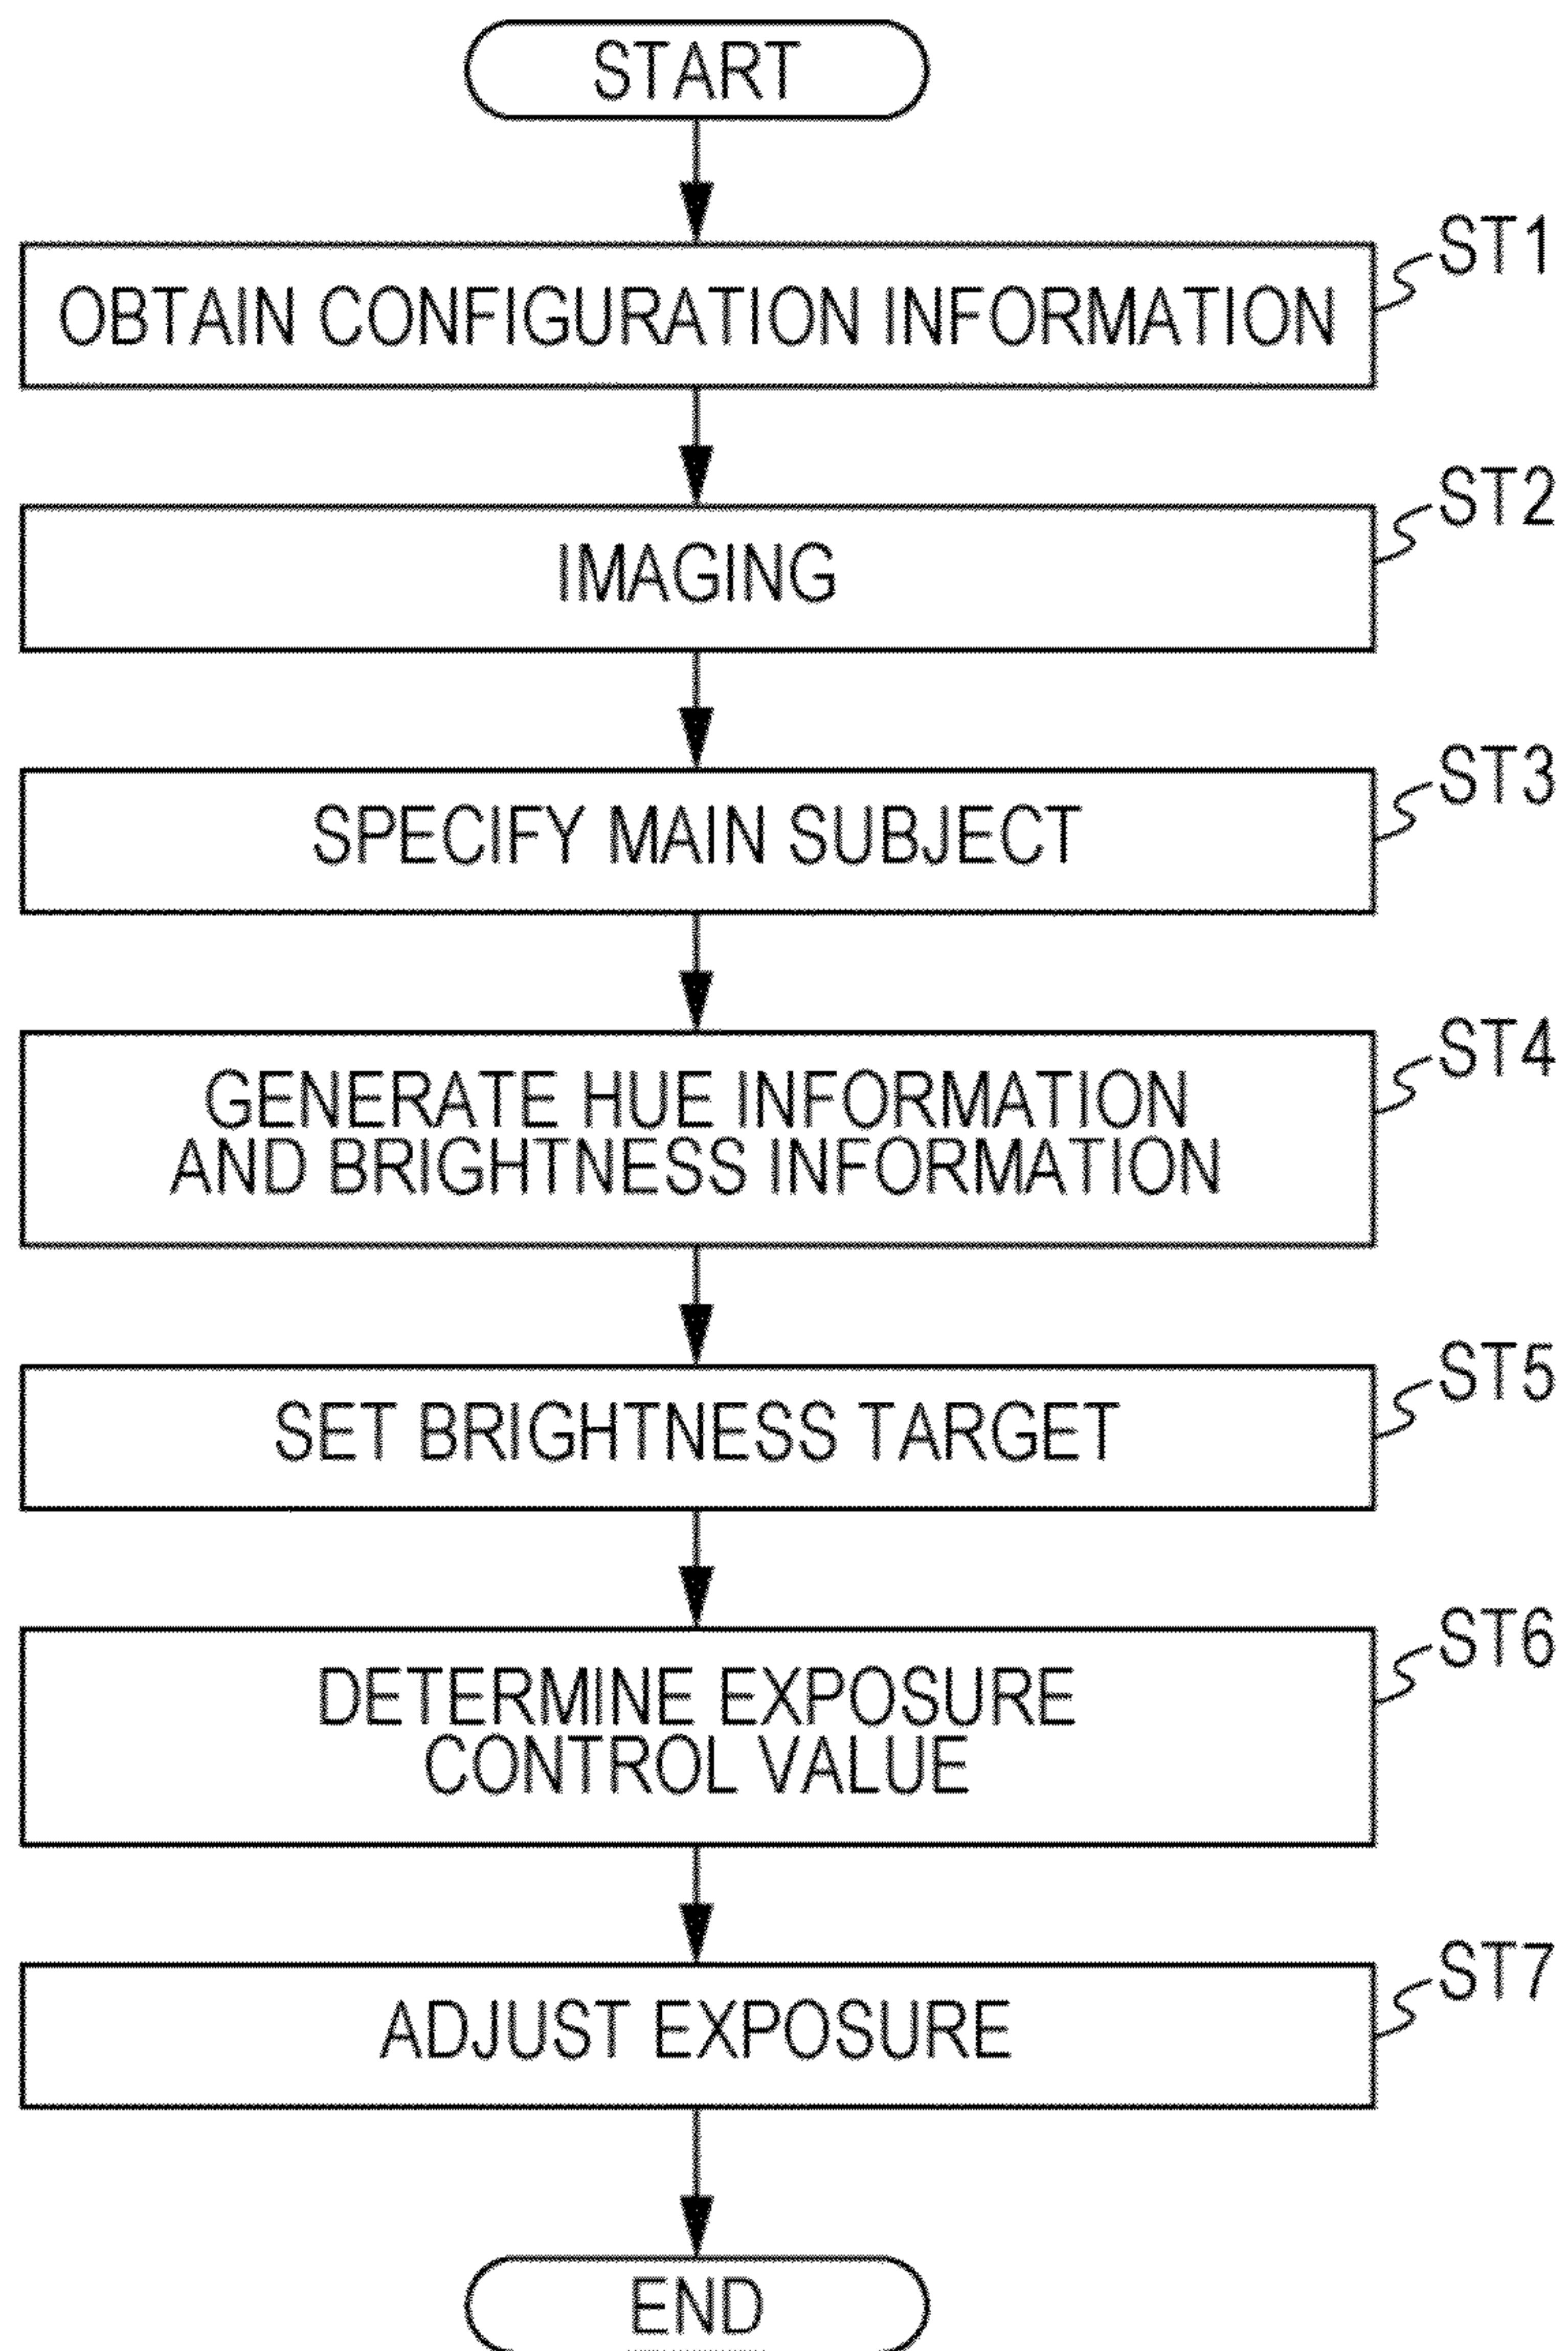 START
OBTAIN CONFIGURATION INFORMATION
ST1
IMAGING
ST2
SPECIFY MAIN SUBJECT
ST3
GENERATE HUE INFORMATION
AND BRIGHTNESS INFORMATION
ST4
SET BRIGHTNESS TARGET
ST5
DETERMINE EXPOSURE
CONTROL VALUE
ST6
ADJUST EXPOSURE
ST7
END